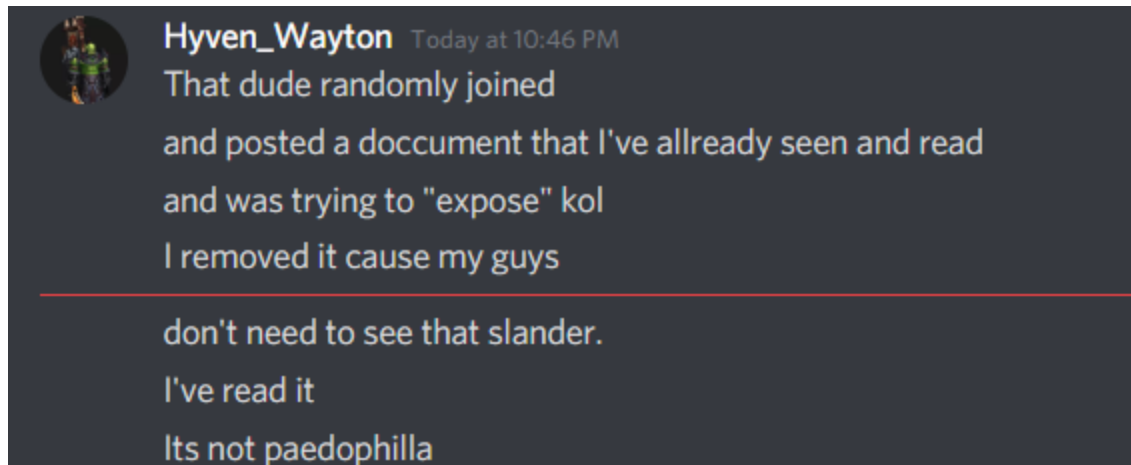 Hyven_Wayton Today at 10:46 PM
That dude randomly joined
and posted a doccument that I've allready seen and read
and was trying to "expose" kol
I removed it cause my guys
don't need to see that slander.
I've read it
Its not paedophilla